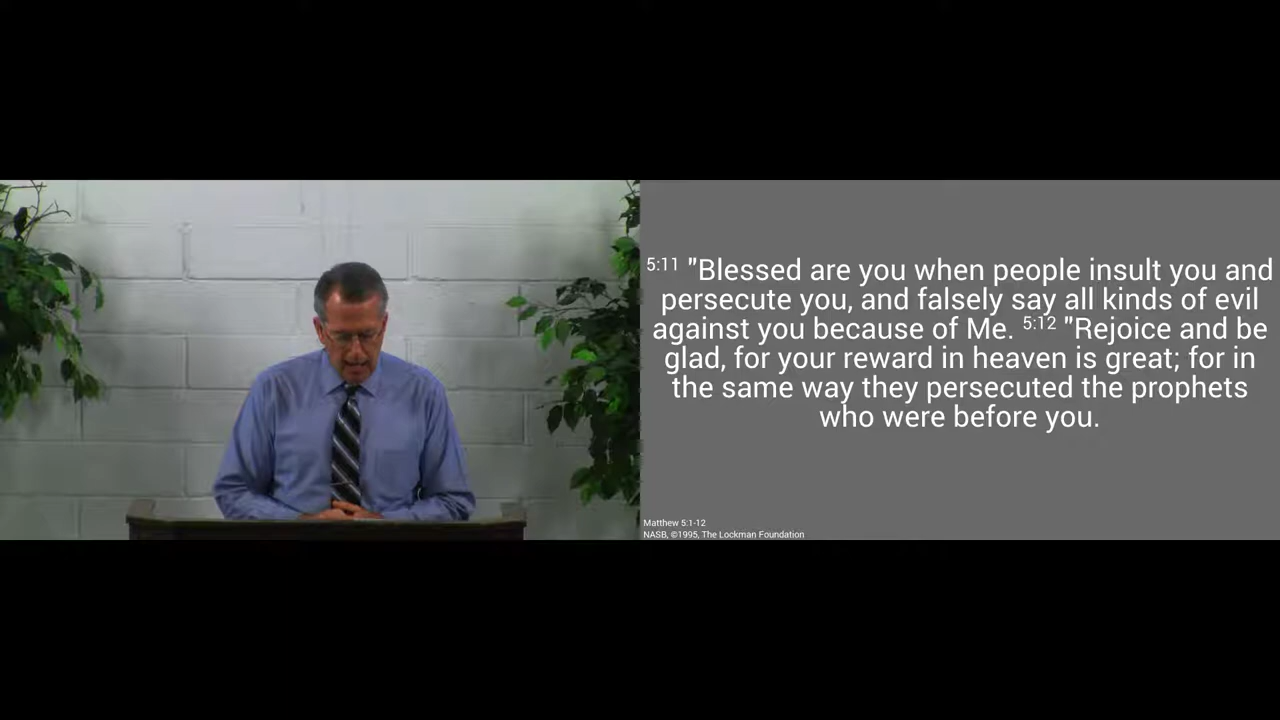 5:11 "Blessed are you when people insult you and
persecute you, and falsely say all kinds of evil
against you because of Me. 5:12 "Rejoice and be
glad, for your reward in heaven is great; for in
the same way they persecuted the prophets
who were before you.
Matthew 5:1-12
NASB, ©1995, The Lockman Foundation